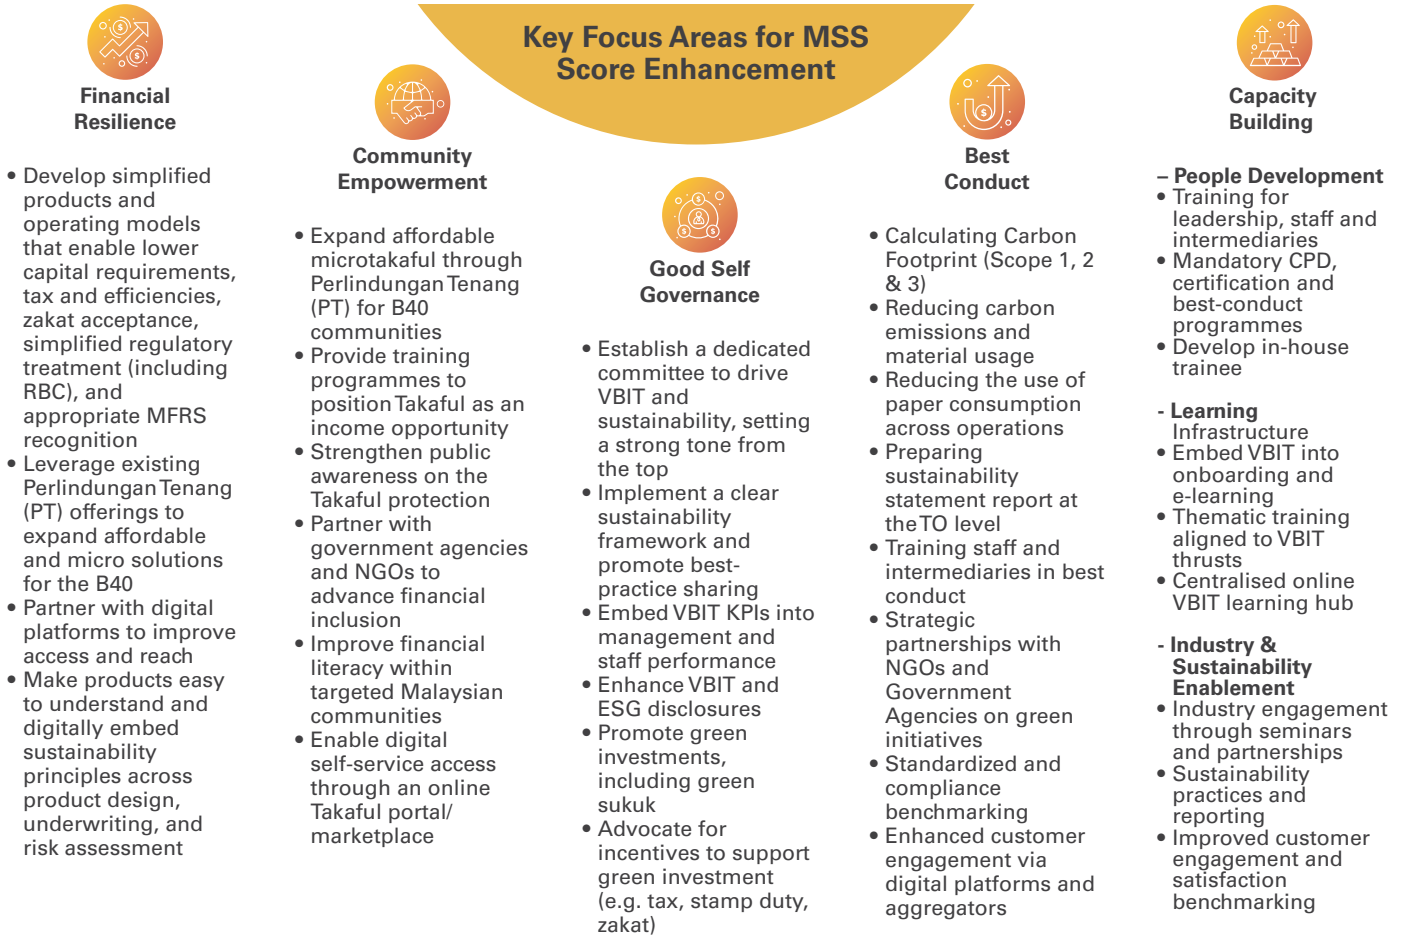 Key Focus Areas for MSS
Score Enhancement
Financial
Resilience
• Develop simplified
products and
operating models
that enable lower
capital requirements,
tax and efficiencies,
zakat acceptance,
simplified regulatory
treatment (including
RBC), and
appropriate MFRS
recognition
• Leverage existing
Perlindungan Tenang
(PT) offerings to
expand affordable
and micro solutions
for the B40
• Partner with digital
platforms to improve
access and reach
• Make products easy
to understand and
digitally embed
sustainability
principles across
product design,
underwriting, and
risk assessment
Community
Empowerment
• Expand affordable
microtakaful through
Perlindungan Tenang
(PT) for B40
communities
• Provide training
programmes to
position Takaful as an
income opportunity
• Strengthen public
awareness on the
Takaful protection
• Partner with
government agencies
and NGOs to
advance financial
inclusion
• Improve financial
literacy within
targeted Malaysian
communities
• Enable digital
self-service access
through an online
Takaful portal/
marketplace
Good Self
Governance
• Establish a dedicated
committee to drive
VBIT and
sustainability, setting
a strong tone from
the top
• Implement a clear
sustainability
framework and
promote best-
practice sharing
• Embed VBIT KPIs into
management and
staff performance
• Enhance VBIT and
ESG disclosures
• Promote green
investments,
including green
sukuk
• Advocate for
incentives to support
green investment
(e.g. tax, stamp duty,
zakat)
Best
Conduct
• Calculating Carbon
Footprint (Scope 1, 2
& 3)
• Reducing carbon
emissions and
material usage
• Reducing the use of
paper consumption
across operations
• Preparing
sustainability
statement report at
the TO level
• Training staff and
intermediaries in best
conduct
• Strategic
partnerships with
NGOs and
Government
Agencies on green
initiatives
• Standardized and
compliance
benchmarking
• Enhanced customer
engagement via
digital platforms and
aggregators
Capacity
Building
– People Development
• Training for
leadership, staff and
intermediaries
• Mandatory CPD,
certification and
best-conduct
programmes
• Develop in-house
trainee
- Learning
Infrastructure
• Embed VBIT into
onboarding and
e-learning
• Thematic training
aligned to VBIT
thrusts
• Centralised online
VBIT learning hub
- Industry &
Sustainability
Enablement
• Industry engagement
through seminars
and partnerships
• Sustainability
practices and
reporting
• Improved customer
engagement and
satisfaction
benchmarking